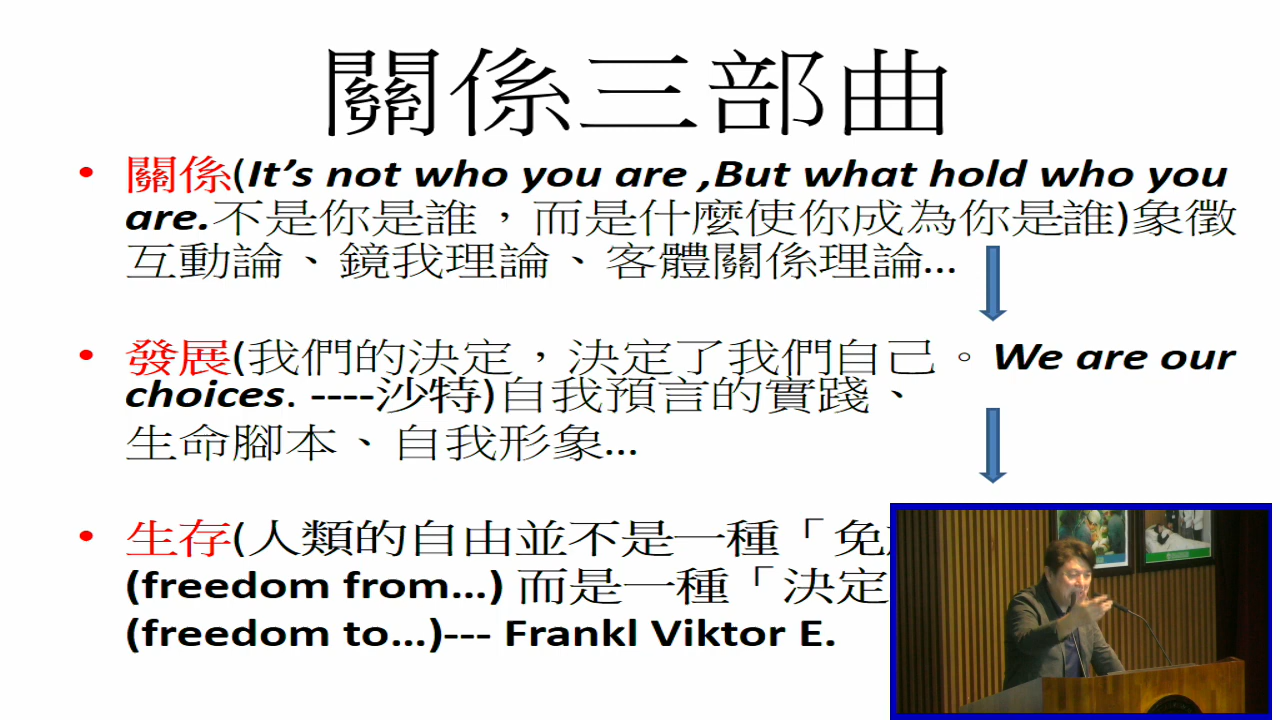 關係三部曲
• 關係(It’s not who you are ,But what hold who you
are.不是你是誰，而是什麼使你成為你是誰)象徵
互動論、鏡我理論、客體關係理論…
• 發展(我們的決定，決定了我們自己。We are our
choices. ----沙特)自我預言的實踐、
生命腳本、自我形象…
• 生存(人類的自由並不是一種「免
(freedom from…) 而是一種「決定
(freedom to…)--- Frankl Viktor E.